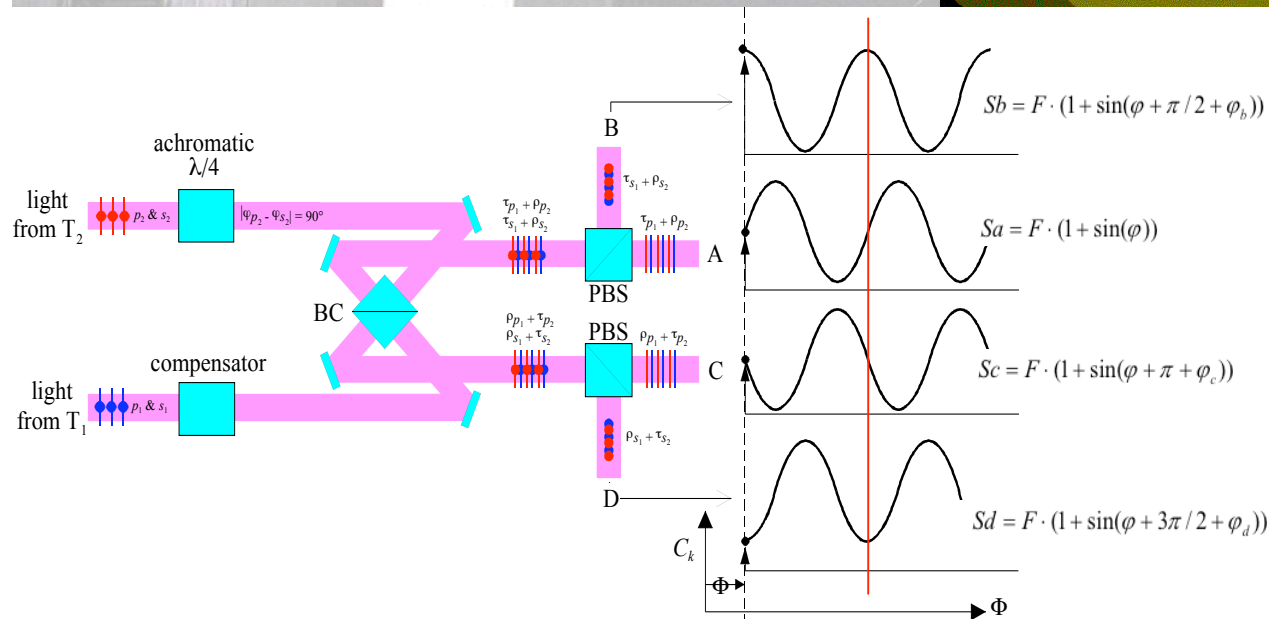 achromatic
λ/4
light
from T₂
p₂ & s₂
|φp₂ - φs₂| = 90°
BC
compensator
light
from T₁
p₁ & s₁
τp₁ + ρp₂
τs₁ + ρs₂
B
τs₁ + ρs₂
τp₁ + ρp₂
A
PBS
PBS
ρp₁ + τp₂
ρs₁ + τs₂
ρp₁ + τp₂
C
ρs₁ + τs₂
D
Sb = F · (1 + sin(φ + π / 2 + φb))
Sa = F · (1 + sin(φ))
Sc = F · (1 + sin(φ + π + φc))
Sd = F · (1 + sin(φ + 3π / 2 + φd))
Ck
Φ
Φ